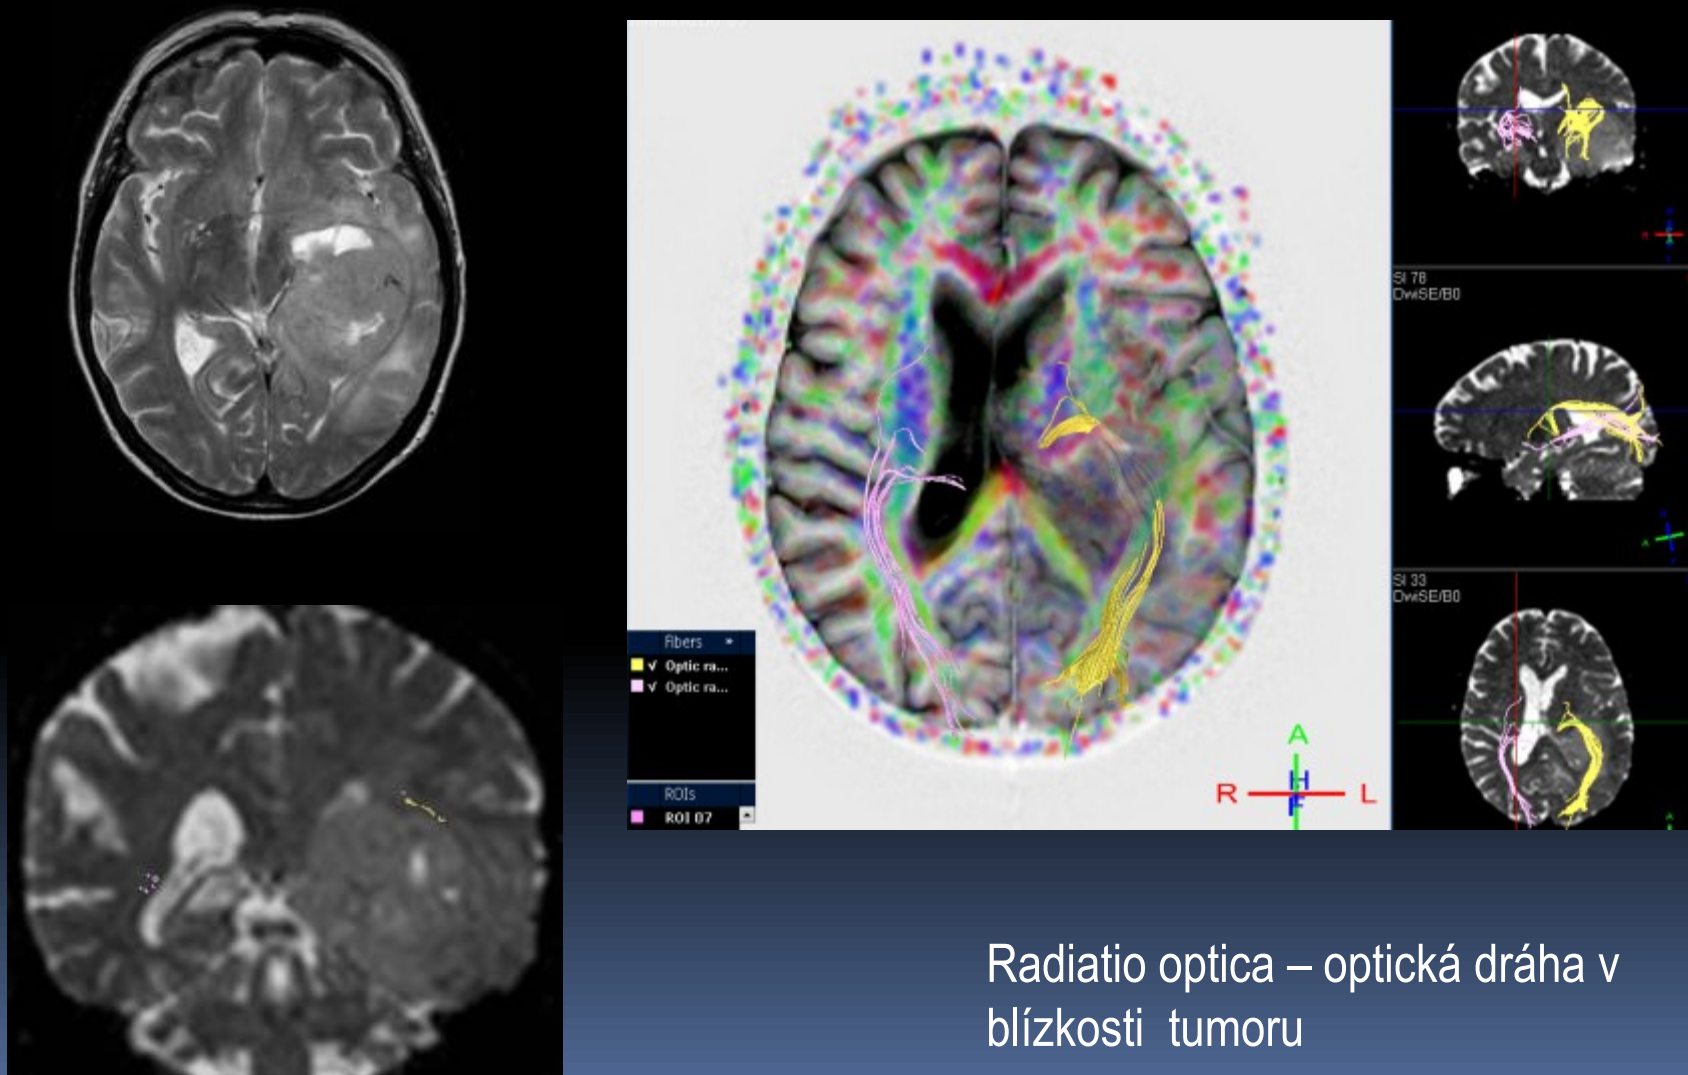 SI 78
DwiSE/B0
SI 33
DwiSE/B0
Fibers »
√ Optic ra...
√ Optic ra...
ROIs
ROI 07
A
R H L
F
A
Radiatio optica – optická dráha v
blízkosti tumoru